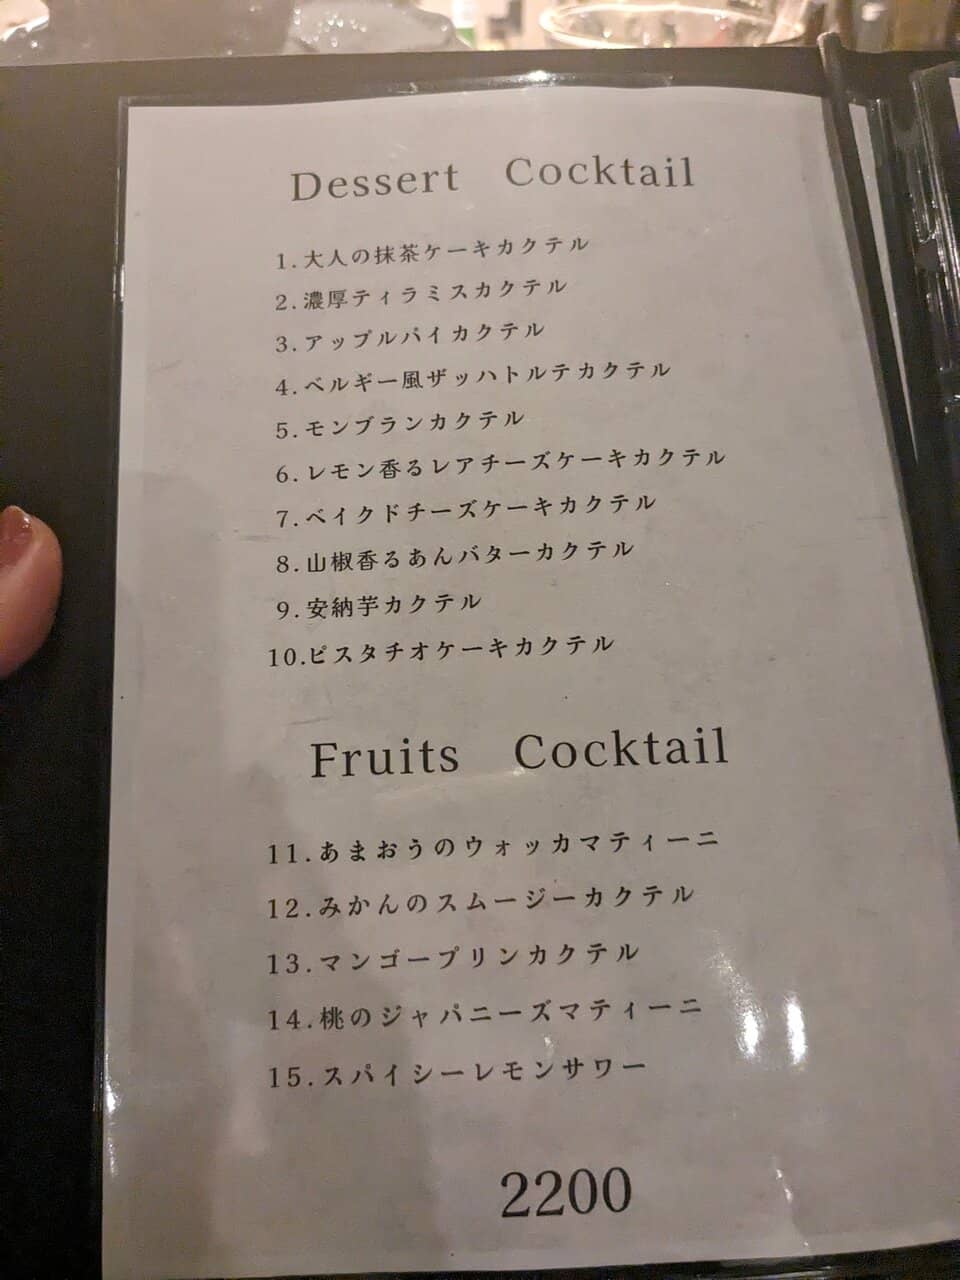 Dessert Cocktail
1.大人の抹茶ケーキカクテル
2.濃厚ティラミスカクテル
3.アップルパイカクテル
4.ベルギー風ザッハトルテカクテル
5.モンブランカクテル
6.レモン香るレアチーズケーキカクテル
7.ベイクドチーズケーキカクテル
8.山椒香るあんバターカクテル
9.安納芋カクテル
10.ピスタチオケーキカクテル
Fruits Cocktail
11.あまおうのウォッカマティーニ
12.みかんのスムージーカクテル
13.マンゴープリンカクテル
14.桃のジャパニーズマティーニ
15.スパイシーレモンサワー
2200